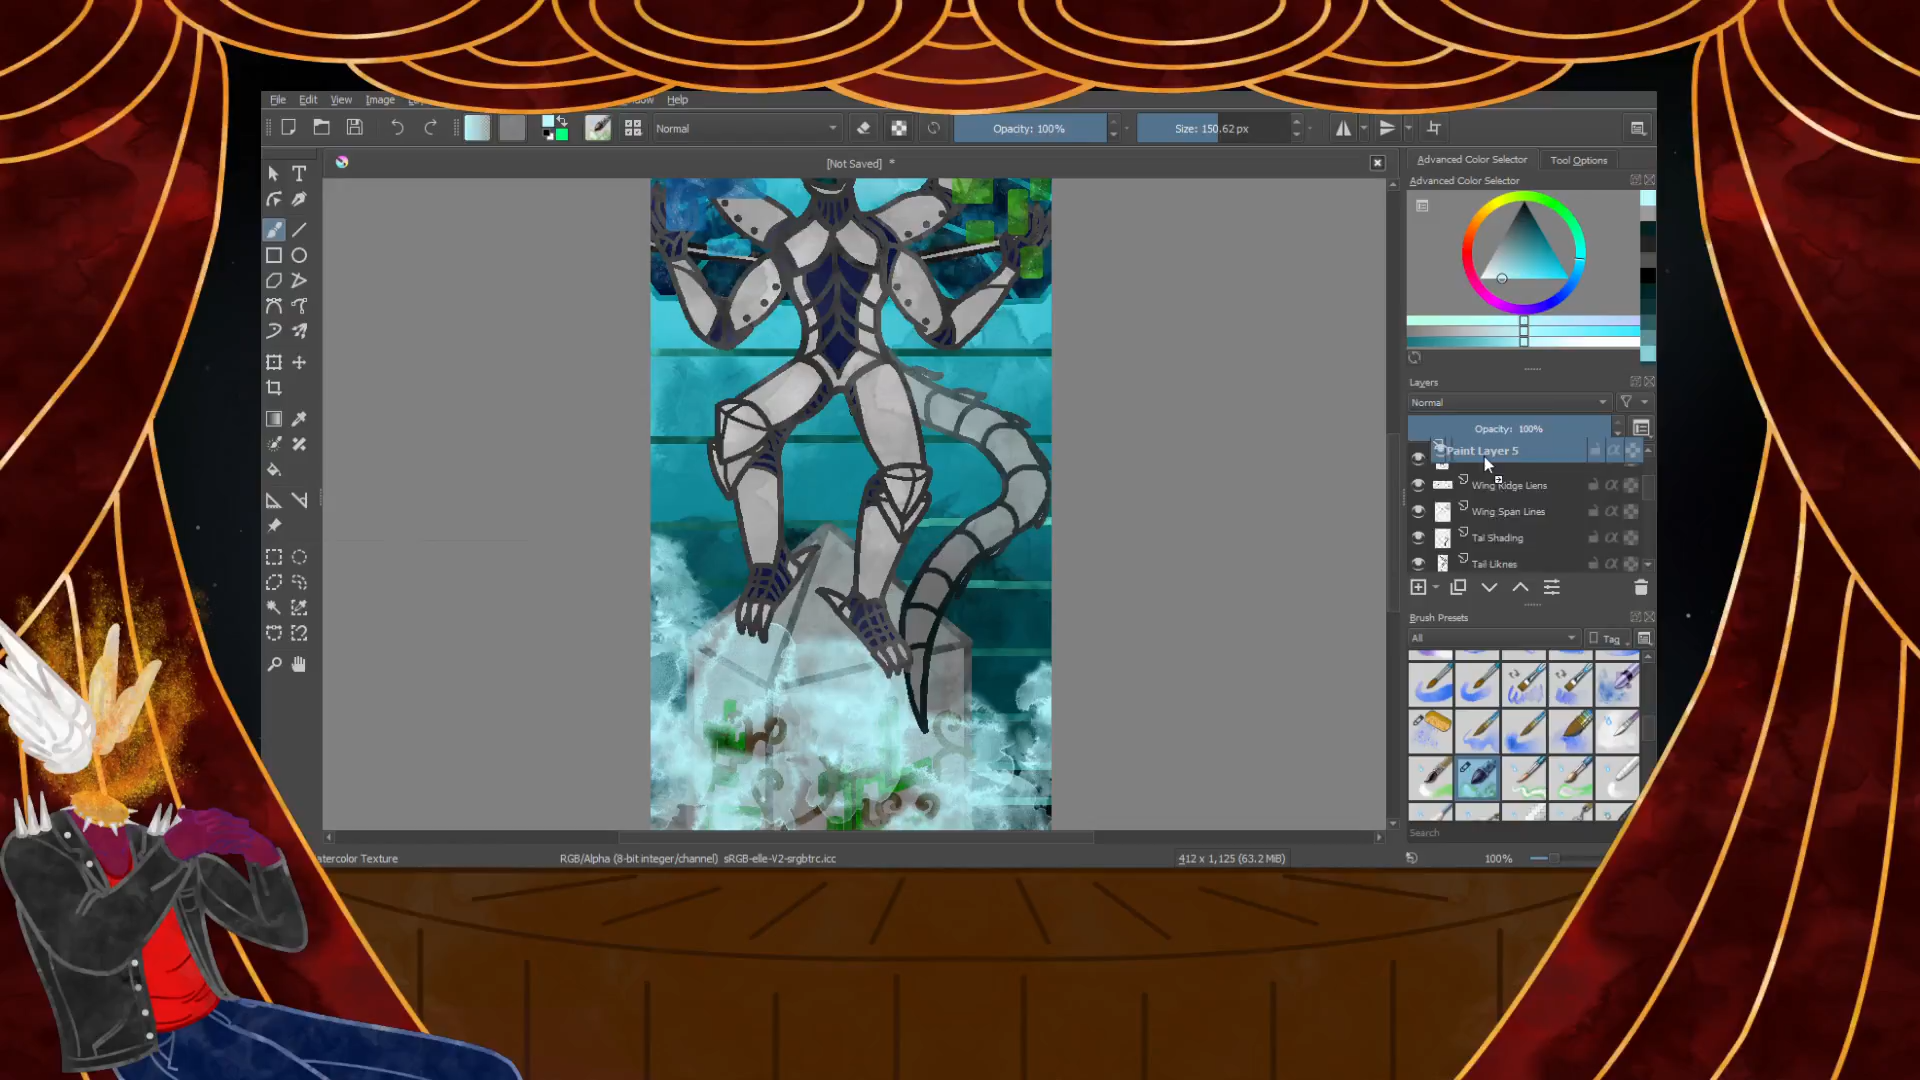 File Edit View Image Help
Normal Opacity: 100% Size: 150.62 px
[Not Saved] *
Advanced Color Selector Tool Options
Advanced Color Selector
Layers
Normal
Opacity: 100%
Paint Layer 5
Wing Ridge Liens
Wing Span Lines
Tal Shading
Tail Liknes
Brush Presets
All Tag
Search
atercolor Texture RGB/Alpha (8-bit integer/channel) sRGB-elle-V2-srgbtrc.icc 412 x 1,125 (63.2 MiB) 100%